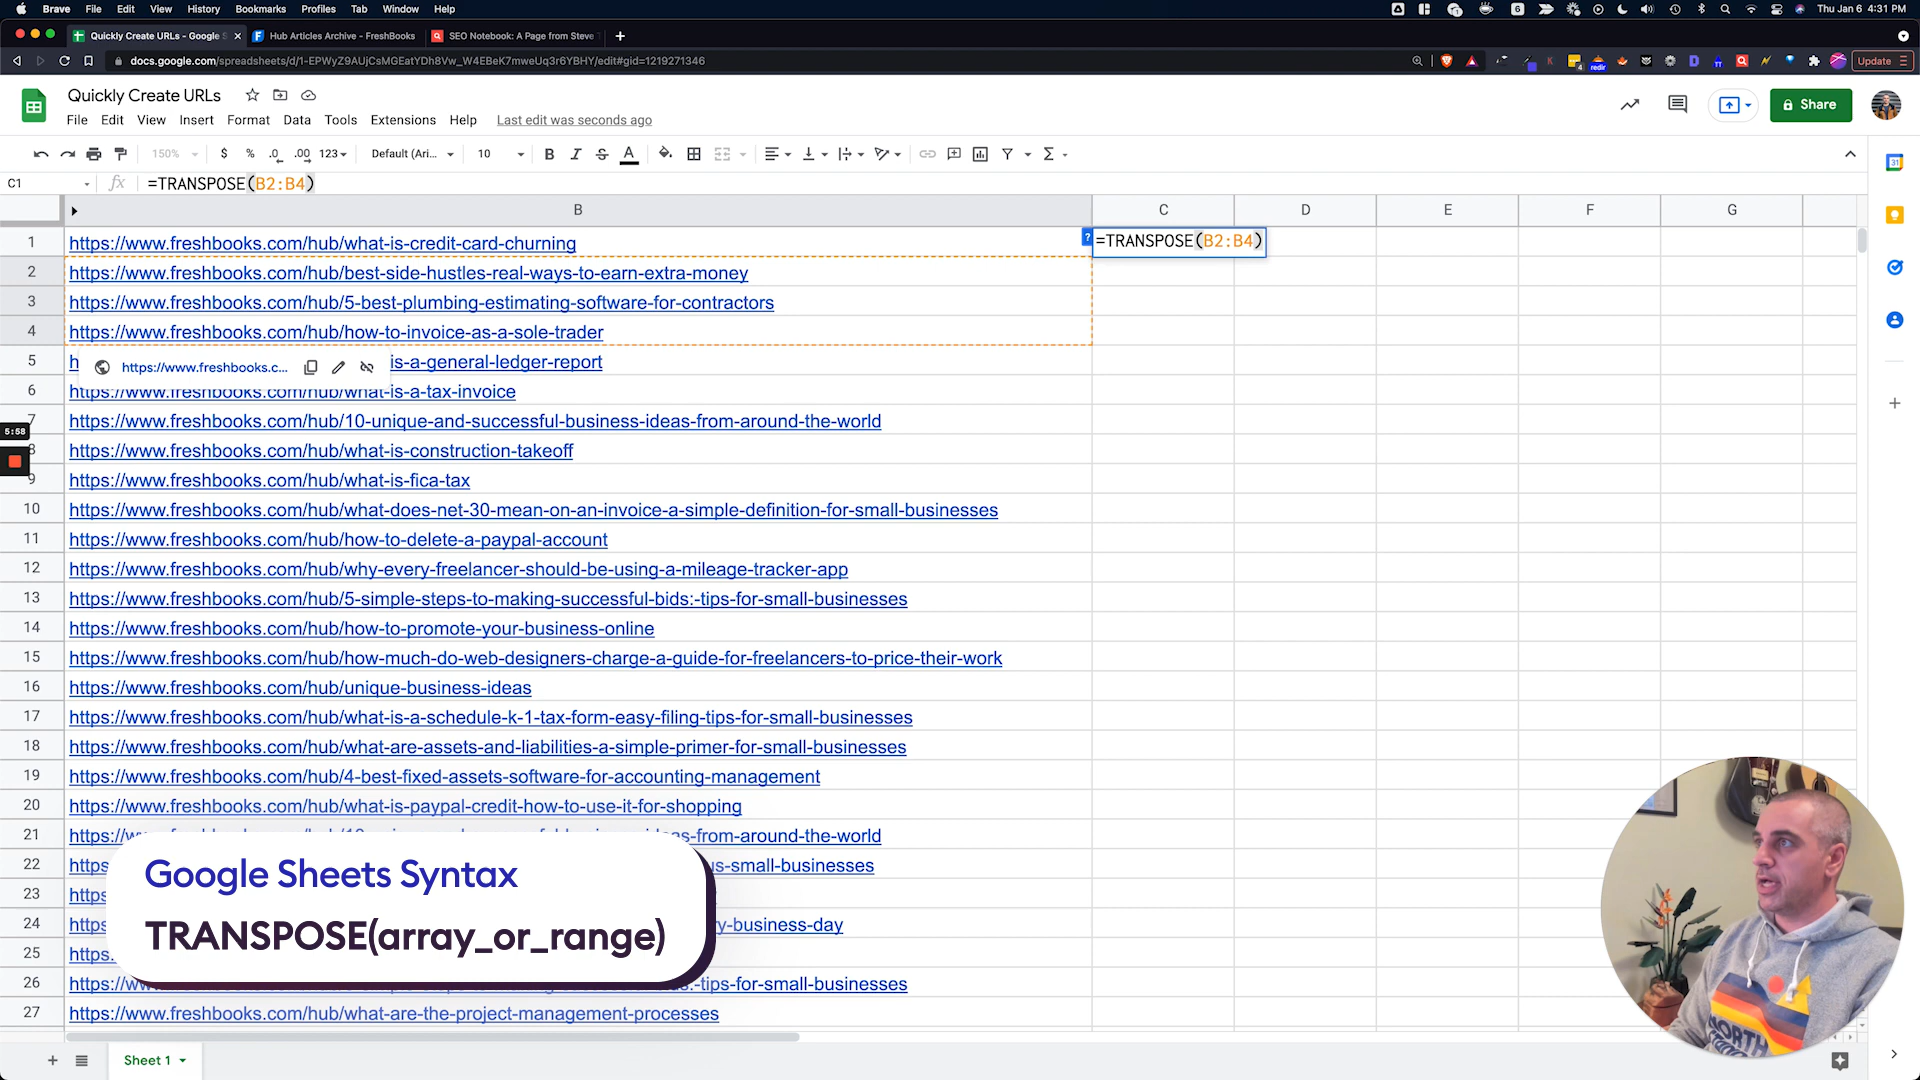 Brave File Edit View History Bookmarks Profiles Tab Window Help 6 Thu Jan 6 4:31 PM
Quickly Create URLs - Google S Hub Articles Archive - FreshBooks SEO Notebook: A Page from Steve
docs.google.com/spreadsheets/d/1-EPWyZ9AUjCsMGEatYDh8Vw_W4EBeK7mweUq3r6YBHY/edit#gid=1219271346 Update
Quickly Create URLs
Share
File Edit View Insert Format Data Tools Extensions Help Last edit was seconds ago
150% $ % .0 .00 123 Default (Ari... 10 B I S A
31
C1 fx =TRANSPOSE(B2:B4)
B C D E F G
1 https://www.freshbooks.com/hub/what-is-credit-card-churning ? =TRANSPOSE(B2:B4)
2 https://www.freshbooks.com/hub/best-side-hustles-real-ways-to-earn-extra-money
3 https://www.freshbooks.com/hub/5-best-plumbing-estimating-software-for-contractors
4 https://www.freshbooks.com/hub/how-to-invoice-as-a-sole-trader
5 h https://www.freshbooks.c... is-a-general-ledger-report
6 https://www.freshbooks.com/hub/what-is-a-tax-invoice
7 https://www.freshbooks.com/hub/10-unique-and-successful-business-ideas-from-around-the-world
5:58
8 https://www.freshbooks.com/hub/what-is-construction-takeoff
9 https://www.freshbooks.com/hub/what-is-fica-tax
10 https://www.freshbooks.com/hub/what-does-net-30-mean-on-an-invoice-a-simple-definition-for-small-businesses
11 https://www.freshbooks.com/hub/how-to-delete-a-paypal-account
12 https://www.freshbooks.com/hub/why-every-freelancer-should-be-using-a-mileage-tracker-app
13 https://www.freshbooks.com/hub/5-simple-steps-to-making-successful-bids:-tips-for-small-businesses
14 https://www.freshbooks.com/hub/how-to-promote-your-business-online
15 https://www.freshbooks.com/hub/how-much-do-web-designers-charge-a-guide-for-freelancers-to-price-their-work
16 https://www.freshbooks.com/hub/unique-business-ideas
17 https://www.freshbooks.com/hub/what-is-a-schedule-k-1-tax-form-easy-filing-tips-for-small-businesses
18 https://www.freshbooks.com/hub/what-are-assets-and-liabilities-a-simple-primer-for-small-businesses
19 https://www.freshbooks.com/hub/4-best-fixed-assets-software-for-accounting-management
20 https://www.freshbooks.com/hub/what-is-paypal-credit-how-to-use-it-for-shopping
21 https:// -from-around-the-world
22 https: us-small-businesses
23 https:
24 https: ry-business-day
25 https:
26 https:// :-tips-for-small-businesses
27 https://www.freshbooks.com/hub/what-are-the-project-management-processes
Google Sheets Syntax
TRANSPOSE(array_or_range)
NORTH
Sheet 1